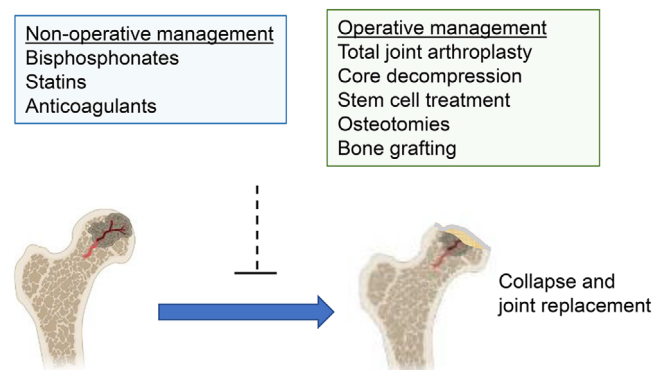 Non-operative management
Bisphosphonates
Statins
Anticoagulants
Operative management
Total joint arthroplasty
Core decompression
Stem cell treatment
Osteotomies
Bone grafting
Collapse and
joint replacement